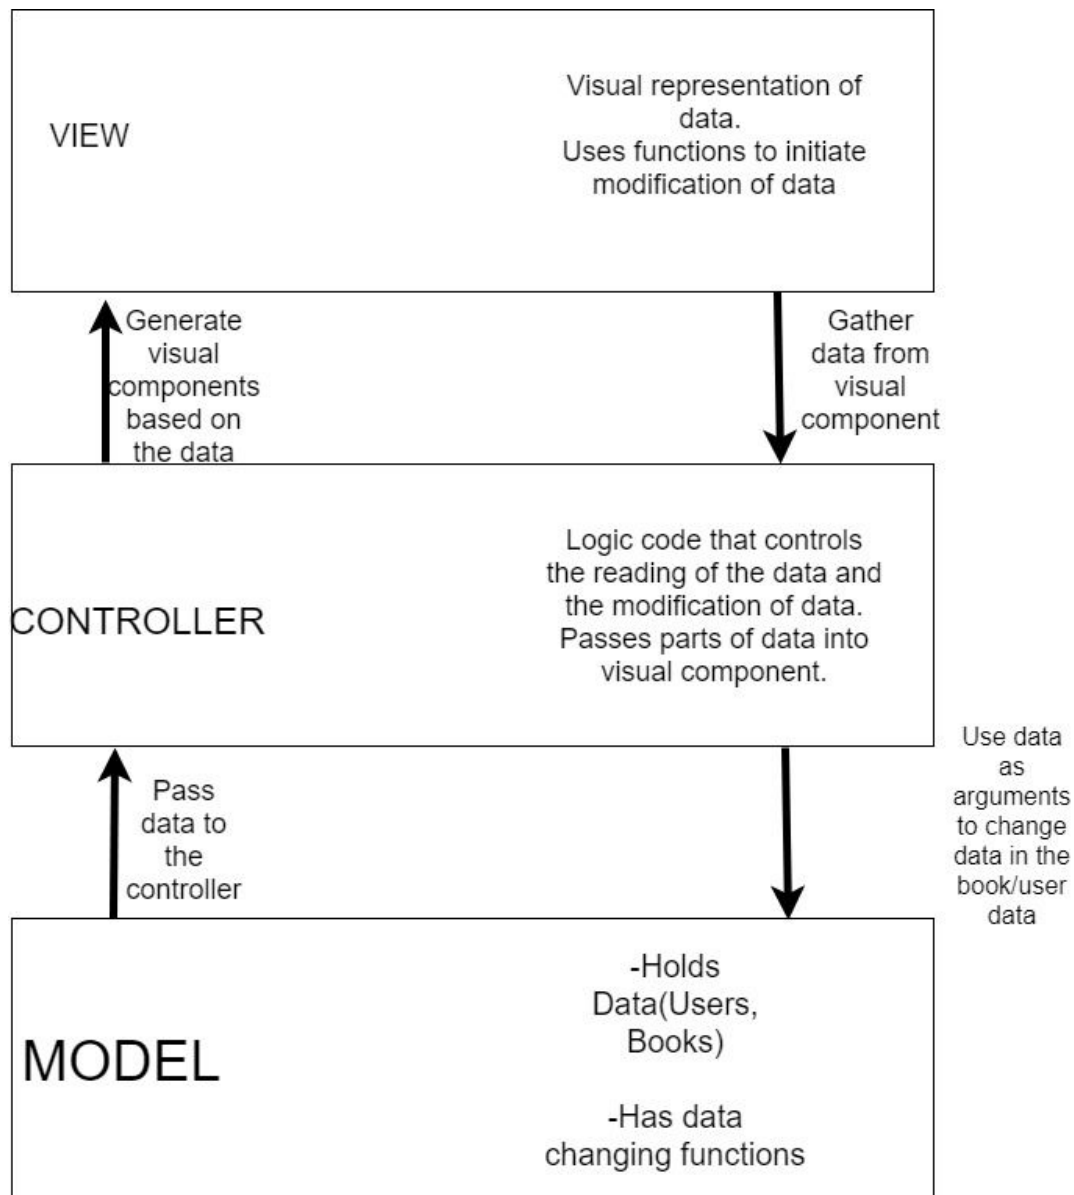 VIEW
Visual representation of
data.
Uses functions to initiate
modification of data
Generate
visual
components
based on
the data
Gather
data from
visual
component
CONTROLLER
Logic code that controls
the reading of the data and
the modification of data.
Passes parts of data into
visual component.
Pass
data to
the
controller
Use data
as
arguments
to change
data in the
book/user
data
MODEL
-Holds
Data(Users,
Books)
-Has data
changing functions